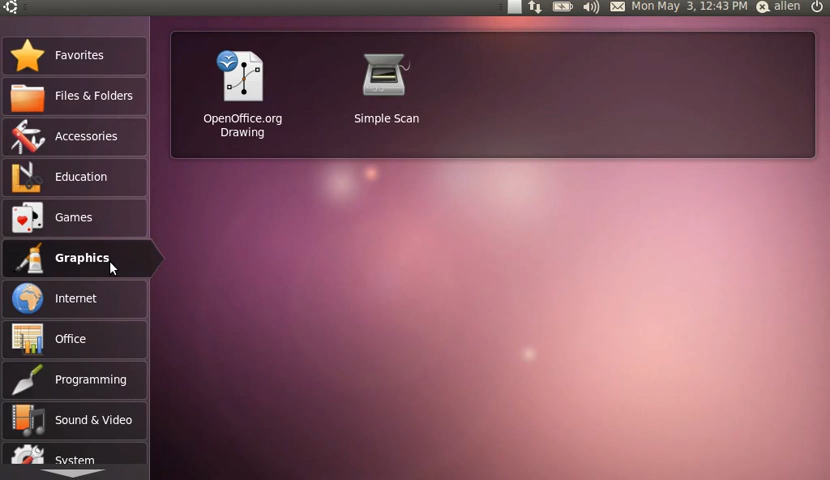 Mon May 3, 12:43 PM allen
Favorites
Files & Folders
Accessories
Education
Games
Graphics
Internet
Office
Programming
Sound & Video
System
OpenOffice.org
Drawing
Simple Scan